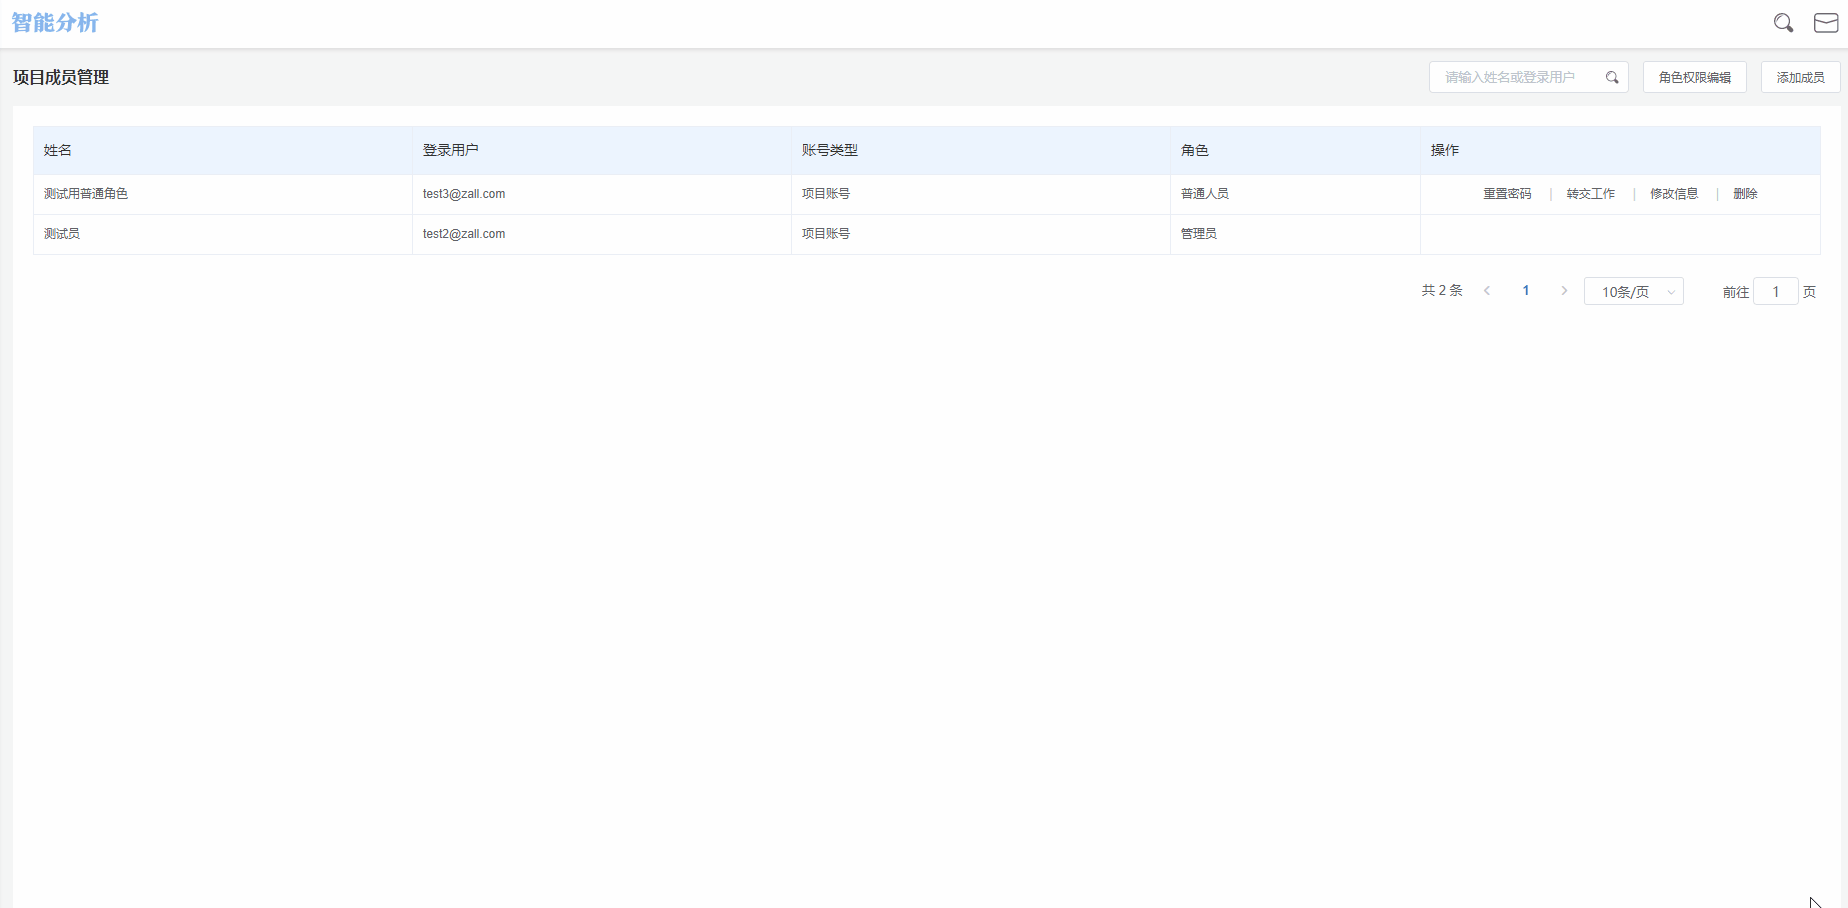 智能分析
项目成员管理
请输入姓名或登录用户
角色权限编辑
添加成员
姓名 登录用户 账号类型 角色 操作
测试用普通角色 test3@zall.com 项目账号 普通人员 重置密码 | 转交工作 | 修改信息 | 删除
测试员 test2@zall.com 项目账号 管理员
共 2 条 1 10条/页 前往 1 页